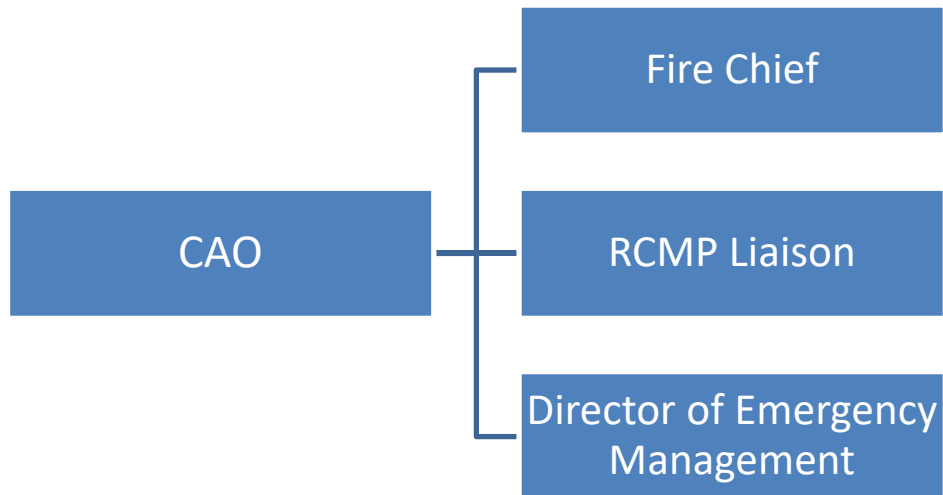 CAO
Fire Chief
RCMP Liaison
Director of Emergency
Management